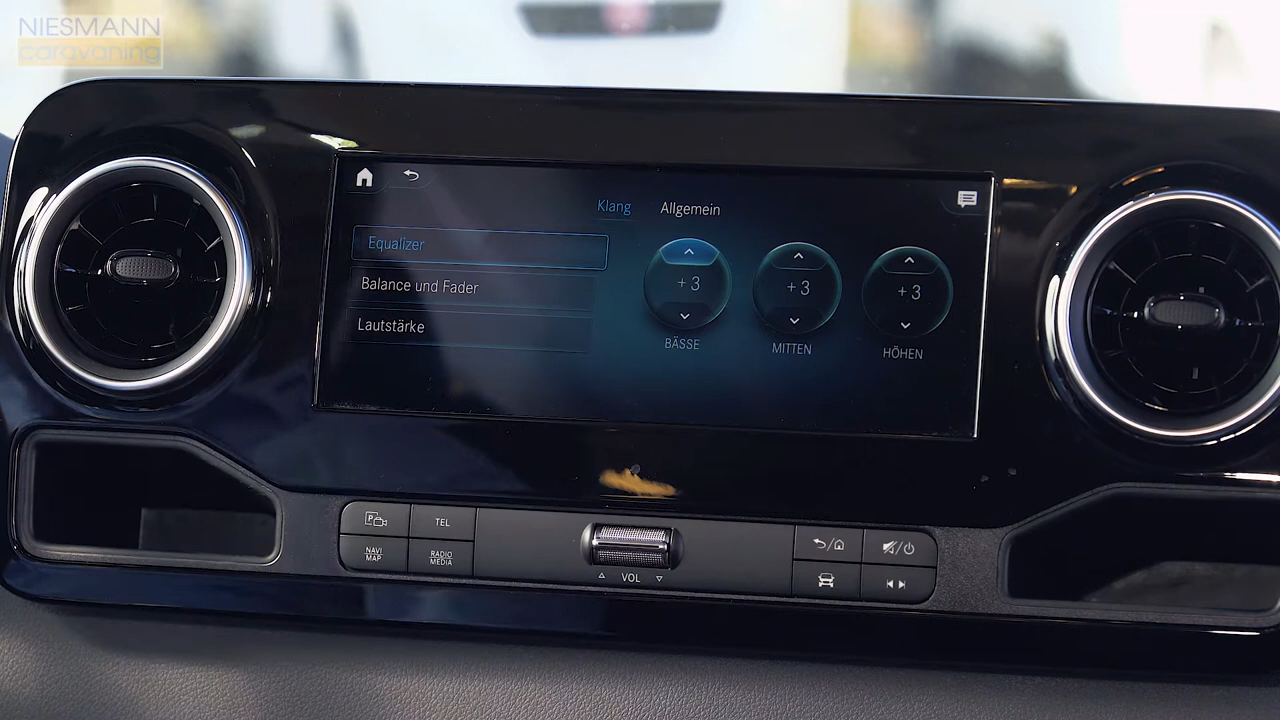 NIESMANN
caravaning
Klang Allgemein
Equalizer
Balance und Fader
Lautstärke
+3 +3 +3
BÄSSE MITTEN HÖHEN
P TEL
NAVI
MAP
RADIO
MEDIA
VOL